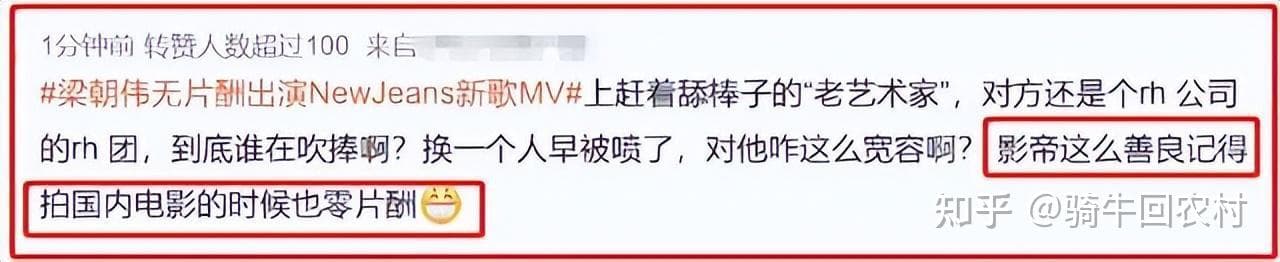 1分钟前 转赞人数超过100 来自
#梁朝伟无片酬出演NewJeans新歌MV#上赶着舔棒子的“老艺术家”，对方还是个rh 公司
的rh 团，到底谁在吹捧啊？换一个人早被喷了，对他咋这么宽容啊？影帝这么善良记得
拍国内电影的时候也零片酬😁
知乎 @骑牛回农村